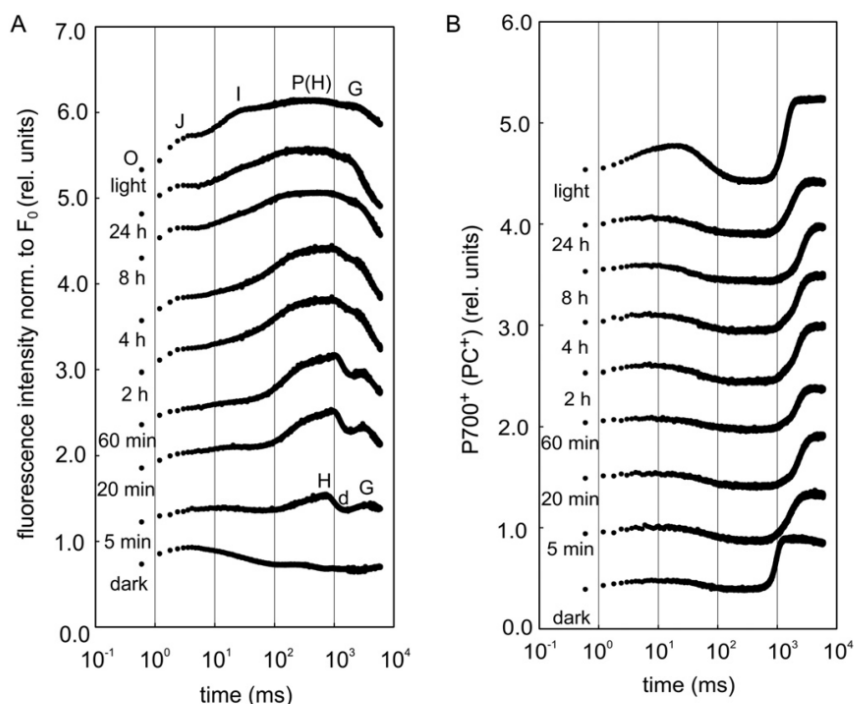 A
fluorescence intensity norm. to F0 (rel. units)
7.0
6.0
5.0
4.0
3.0
2.0
1.0
0.0
O
J
I
P(H)
G
light
24 h
8 h
4 h
2 h
60 min
20 min
H
d
G
5 min
dark
10-1
100
101
102
103
104
time (ms)
B
P700+ (PC+) (rel. units)
6.0
5.0
4.0
3.0
2.0
1.0
0.0
light
24 h
8 h
4 h
2 h
60 min
20 min
5 min
dark
10-1
100
101
102
103
104
time (ms)